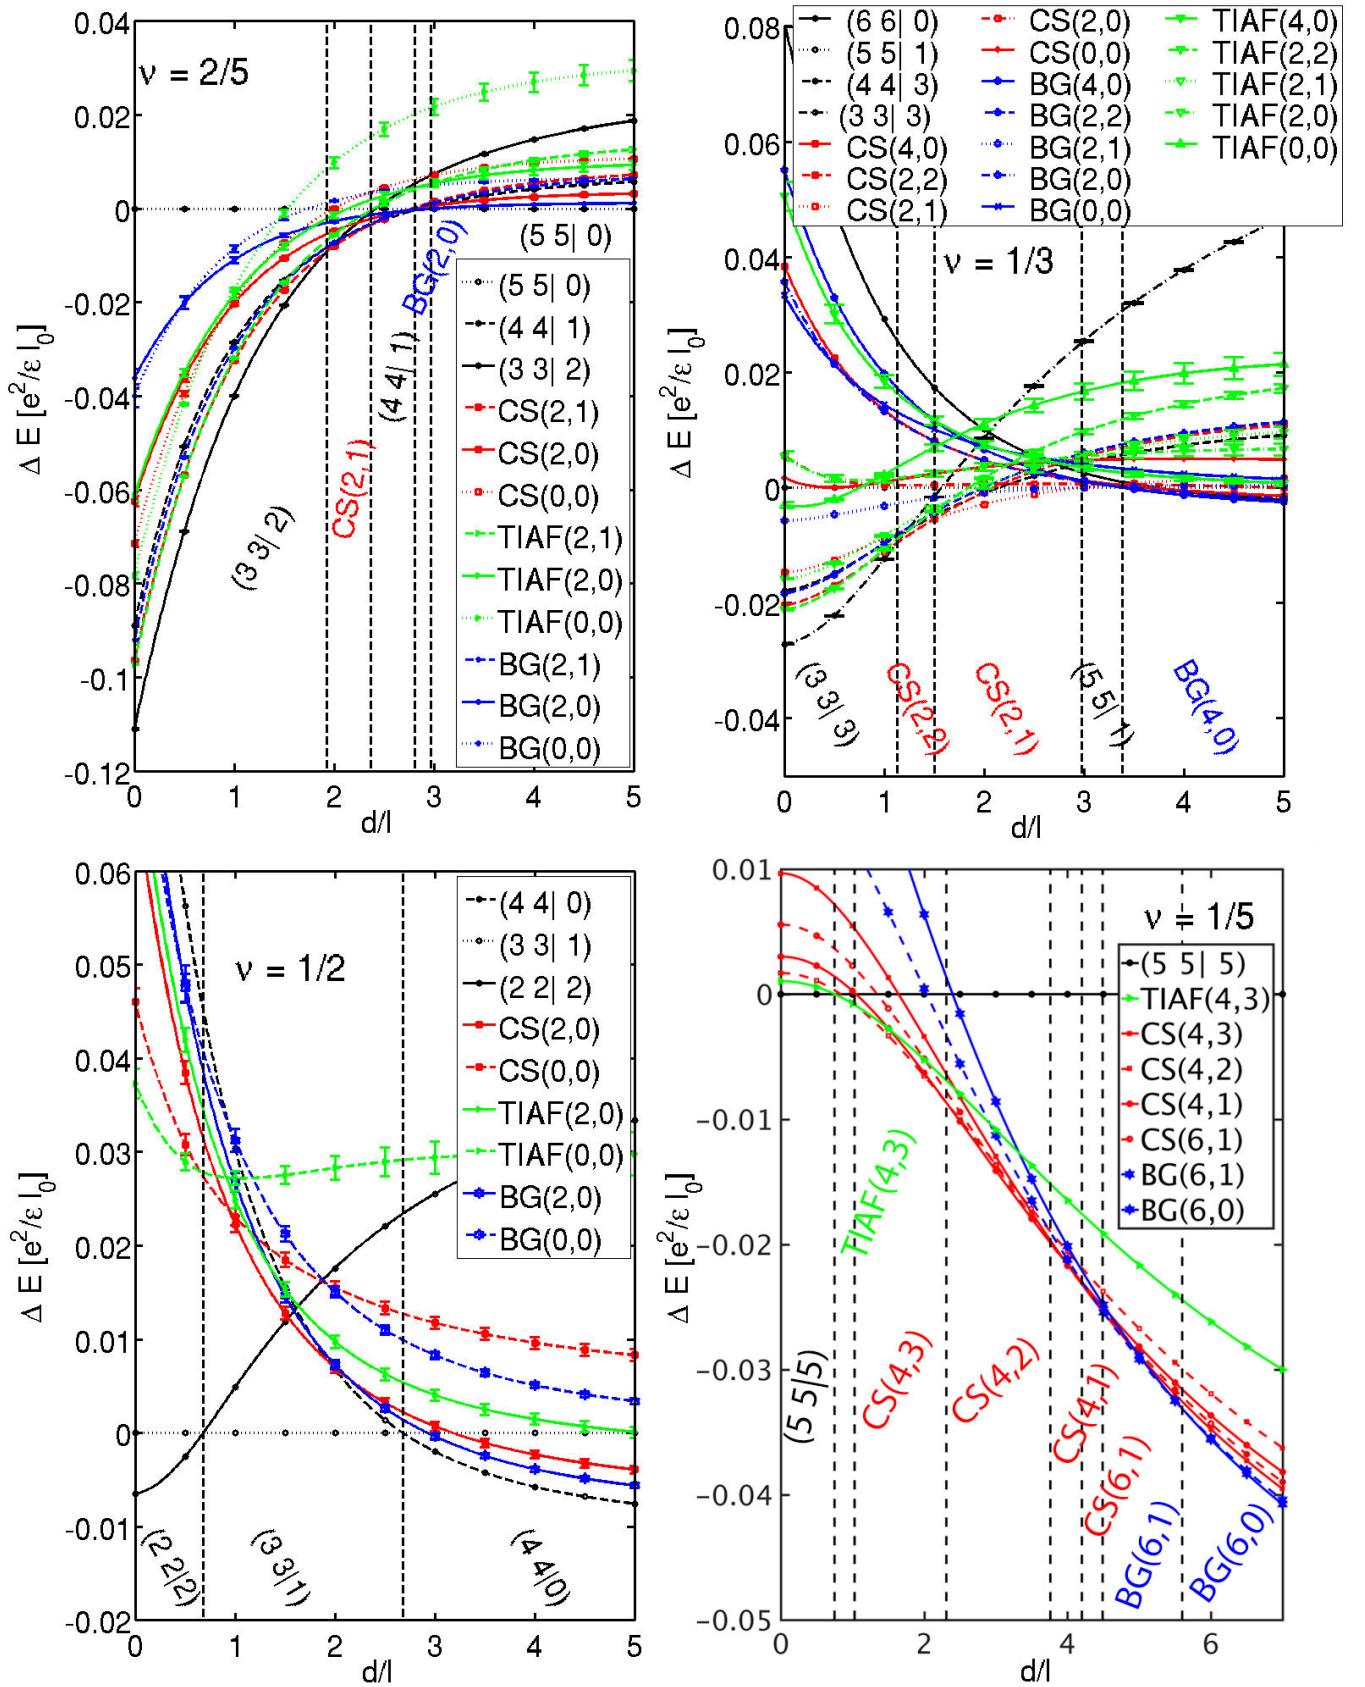 ν = 2/5
0.04
0.02
0
-0.02
-0.04
-0.06
-0.08
-0.1
-0.12
0 1 2 3 4 5
d/l
Δ E [e²/ε l₀]
(3 3| 2)
CS(2,1)
(4 4| 1)
BG(2,0)
(5 5| 0)
(5 5| 0)
(4 4| 1)
(3 3| 2)
CS(2,1)
CS(2,0)
CS(0,0)
TIAF(2,1)
TIAF(2,0)
TIAF(0,0)
BG(2,1)
BG(2,0)
BG(0,0)
ν = 1/3
0.08
0.06
0.04
0.02
0
-0.02
-0.04
0 1 2 3 4 5
d/l
Δ E [e²/ε l₀]
(6 6| 0)
(5 5| 1)
(4 4| 3)
(3 3| 3)
CS(4,0)
CS(2,2)
CS(2,1)
CS(2,0)
CS(0,0)
BG(4,0)
BG(2,2)
BG(2,1)
BG(2,0)
BG(0,0)
TIAF(4,0)
TIAF(2,2)
TIAF(2,1)
TIAF(2,0)
TIAF(0,0)
(3 3| 3)
CS(2,2)
CS(2,1)
(5 5| 1)
BG(4,0)
ν = 1/2
0.06
0.05
0.04
0.03
0.02
0.01
0
-0.01
-0.02
0 1 2 3 4 5
d/l
Δ E [e²/ε l₀]
(4 4| 0)
(3 3| 1)
(2 2| 2)
CS(2,0)
CS(0,0)
TIAF(2,0)
TIAF(0,0)
BG(2,0)
BG(0,0)
(2 2|2)
(3 3|1)
(4 4|0)
ν = 1/5
0.01
0
−0.01
−0.02
−0.03
−0.04
−0.05
0 2 4 6
d/l
Δ E [e²/ε l₀]
(5 5| 5)
TIAF(4,3)
CS(4,3)
CS(4,2)
CS(4,1)
CS(6,1)
BG(6,1)
BG(6,0)
(5 5|5)
TIAF(4,3)
CS(4,3)
CS(4,2)
CS(4,1)
CS(6,1)
BG(6,1)
BG(6,0)